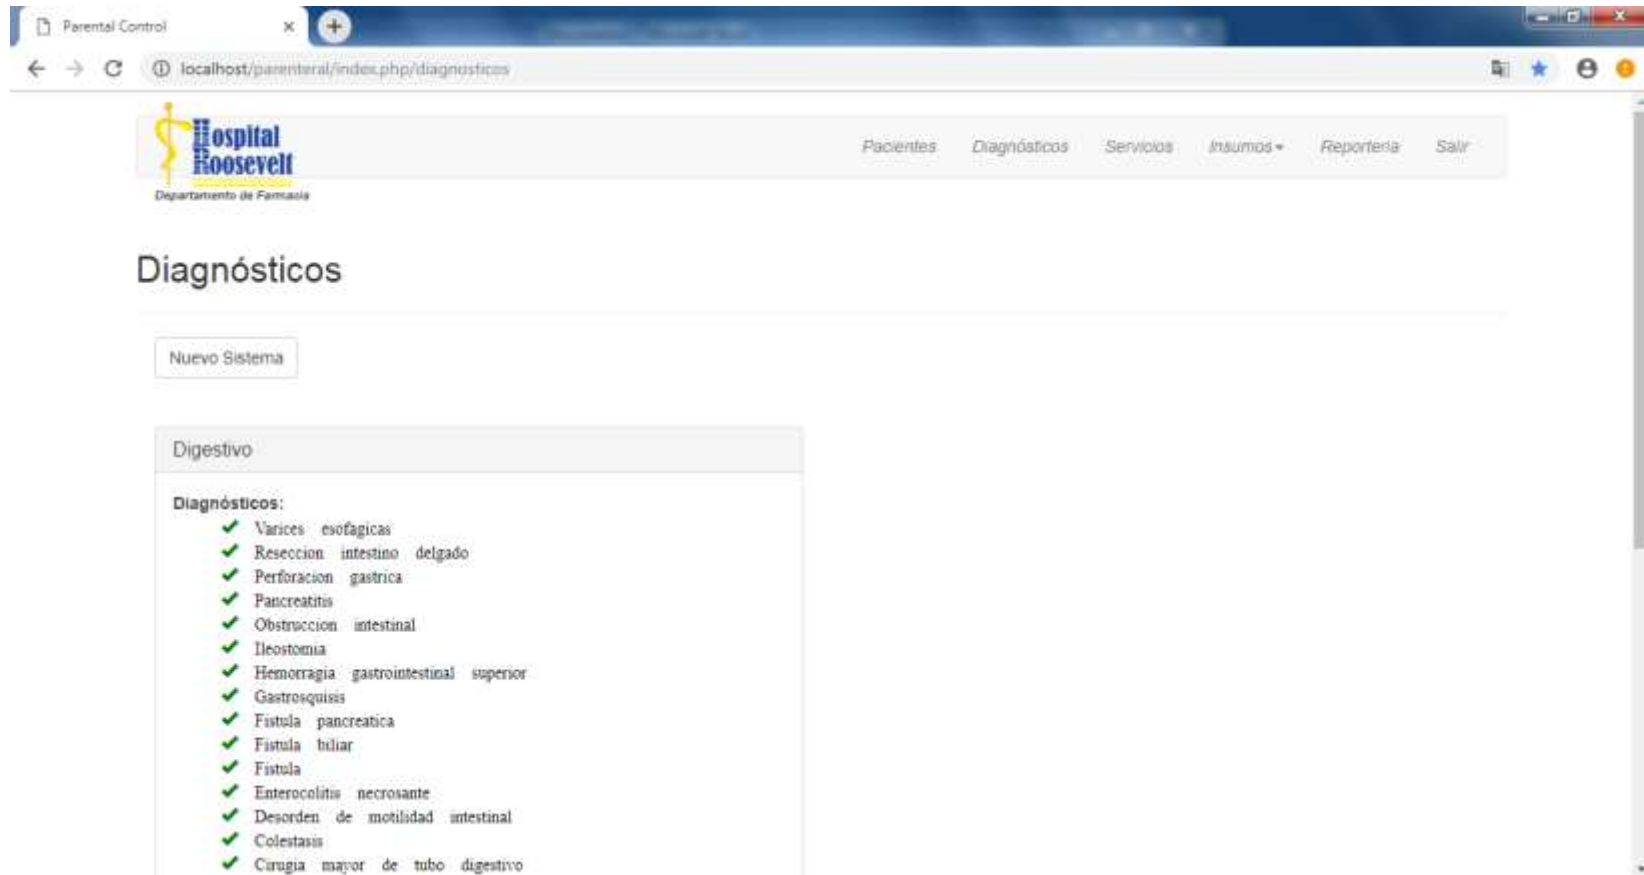 Parental Control
localhost/parenteral/index.php/diagnosticos
Hospital
Roosevelt
Departamento de Farmacia
Pacientes Diagnósticos Servicios Insumos Reporteria Salir
Diagnósticos
Nuevo Sistema
Digestivo
Diagnósticos:
Varices esofagicas
Reseccion intestino delgado
Perforacion gastrica
Pancreatitis
Obstruccion intestinal
Ileostomia
Hemorragia gastrointestinal superior
Gastrosquisis
Fistula pancreatica
Fistula biliar
Fistula
Enterocolitis necrosante
Desorden de motilidad intestinal
Colestasis
Cirugia mayor de tubo digestivo